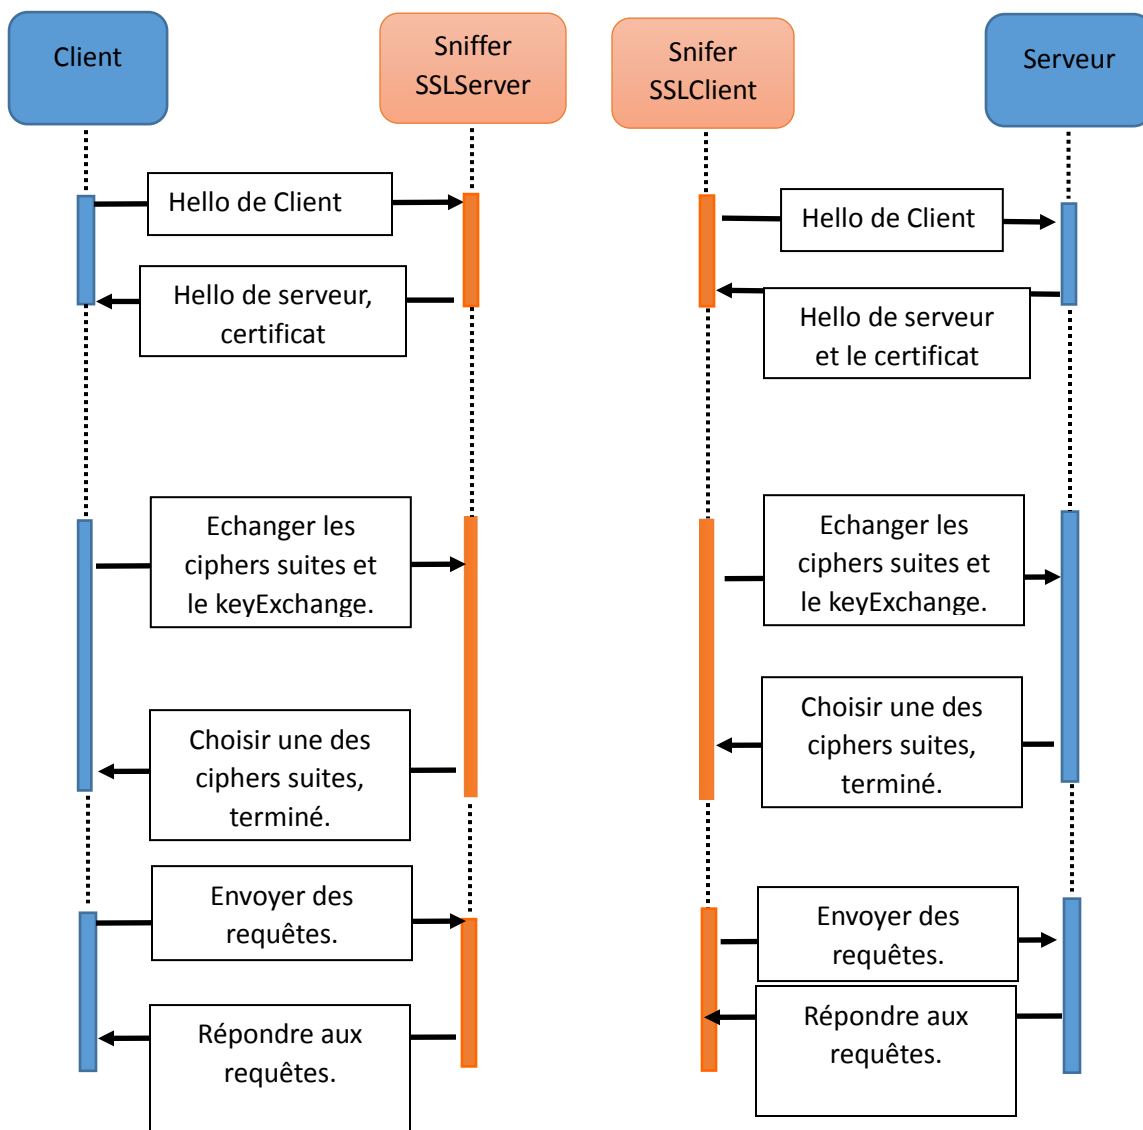 Client
Sniffer
SSLServer
Snifer
SSLClient
Serveur
Hello de Client
Hello de Client
Hello de serveur,
certificat
Hello de serveur
et le certificat
Echanger les
ciphers suites et
le keyExchange.
Echanger les
ciphers suites et
le keyExchange.
Choisir une des
ciphers suites,
terminé.
Choisir une des
ciphers suites,
terminé.
Envoyer des
requêtes.
Envoyer des
requêtes.
Répondre aux
requêtes.
Répondre aux
requêtes.